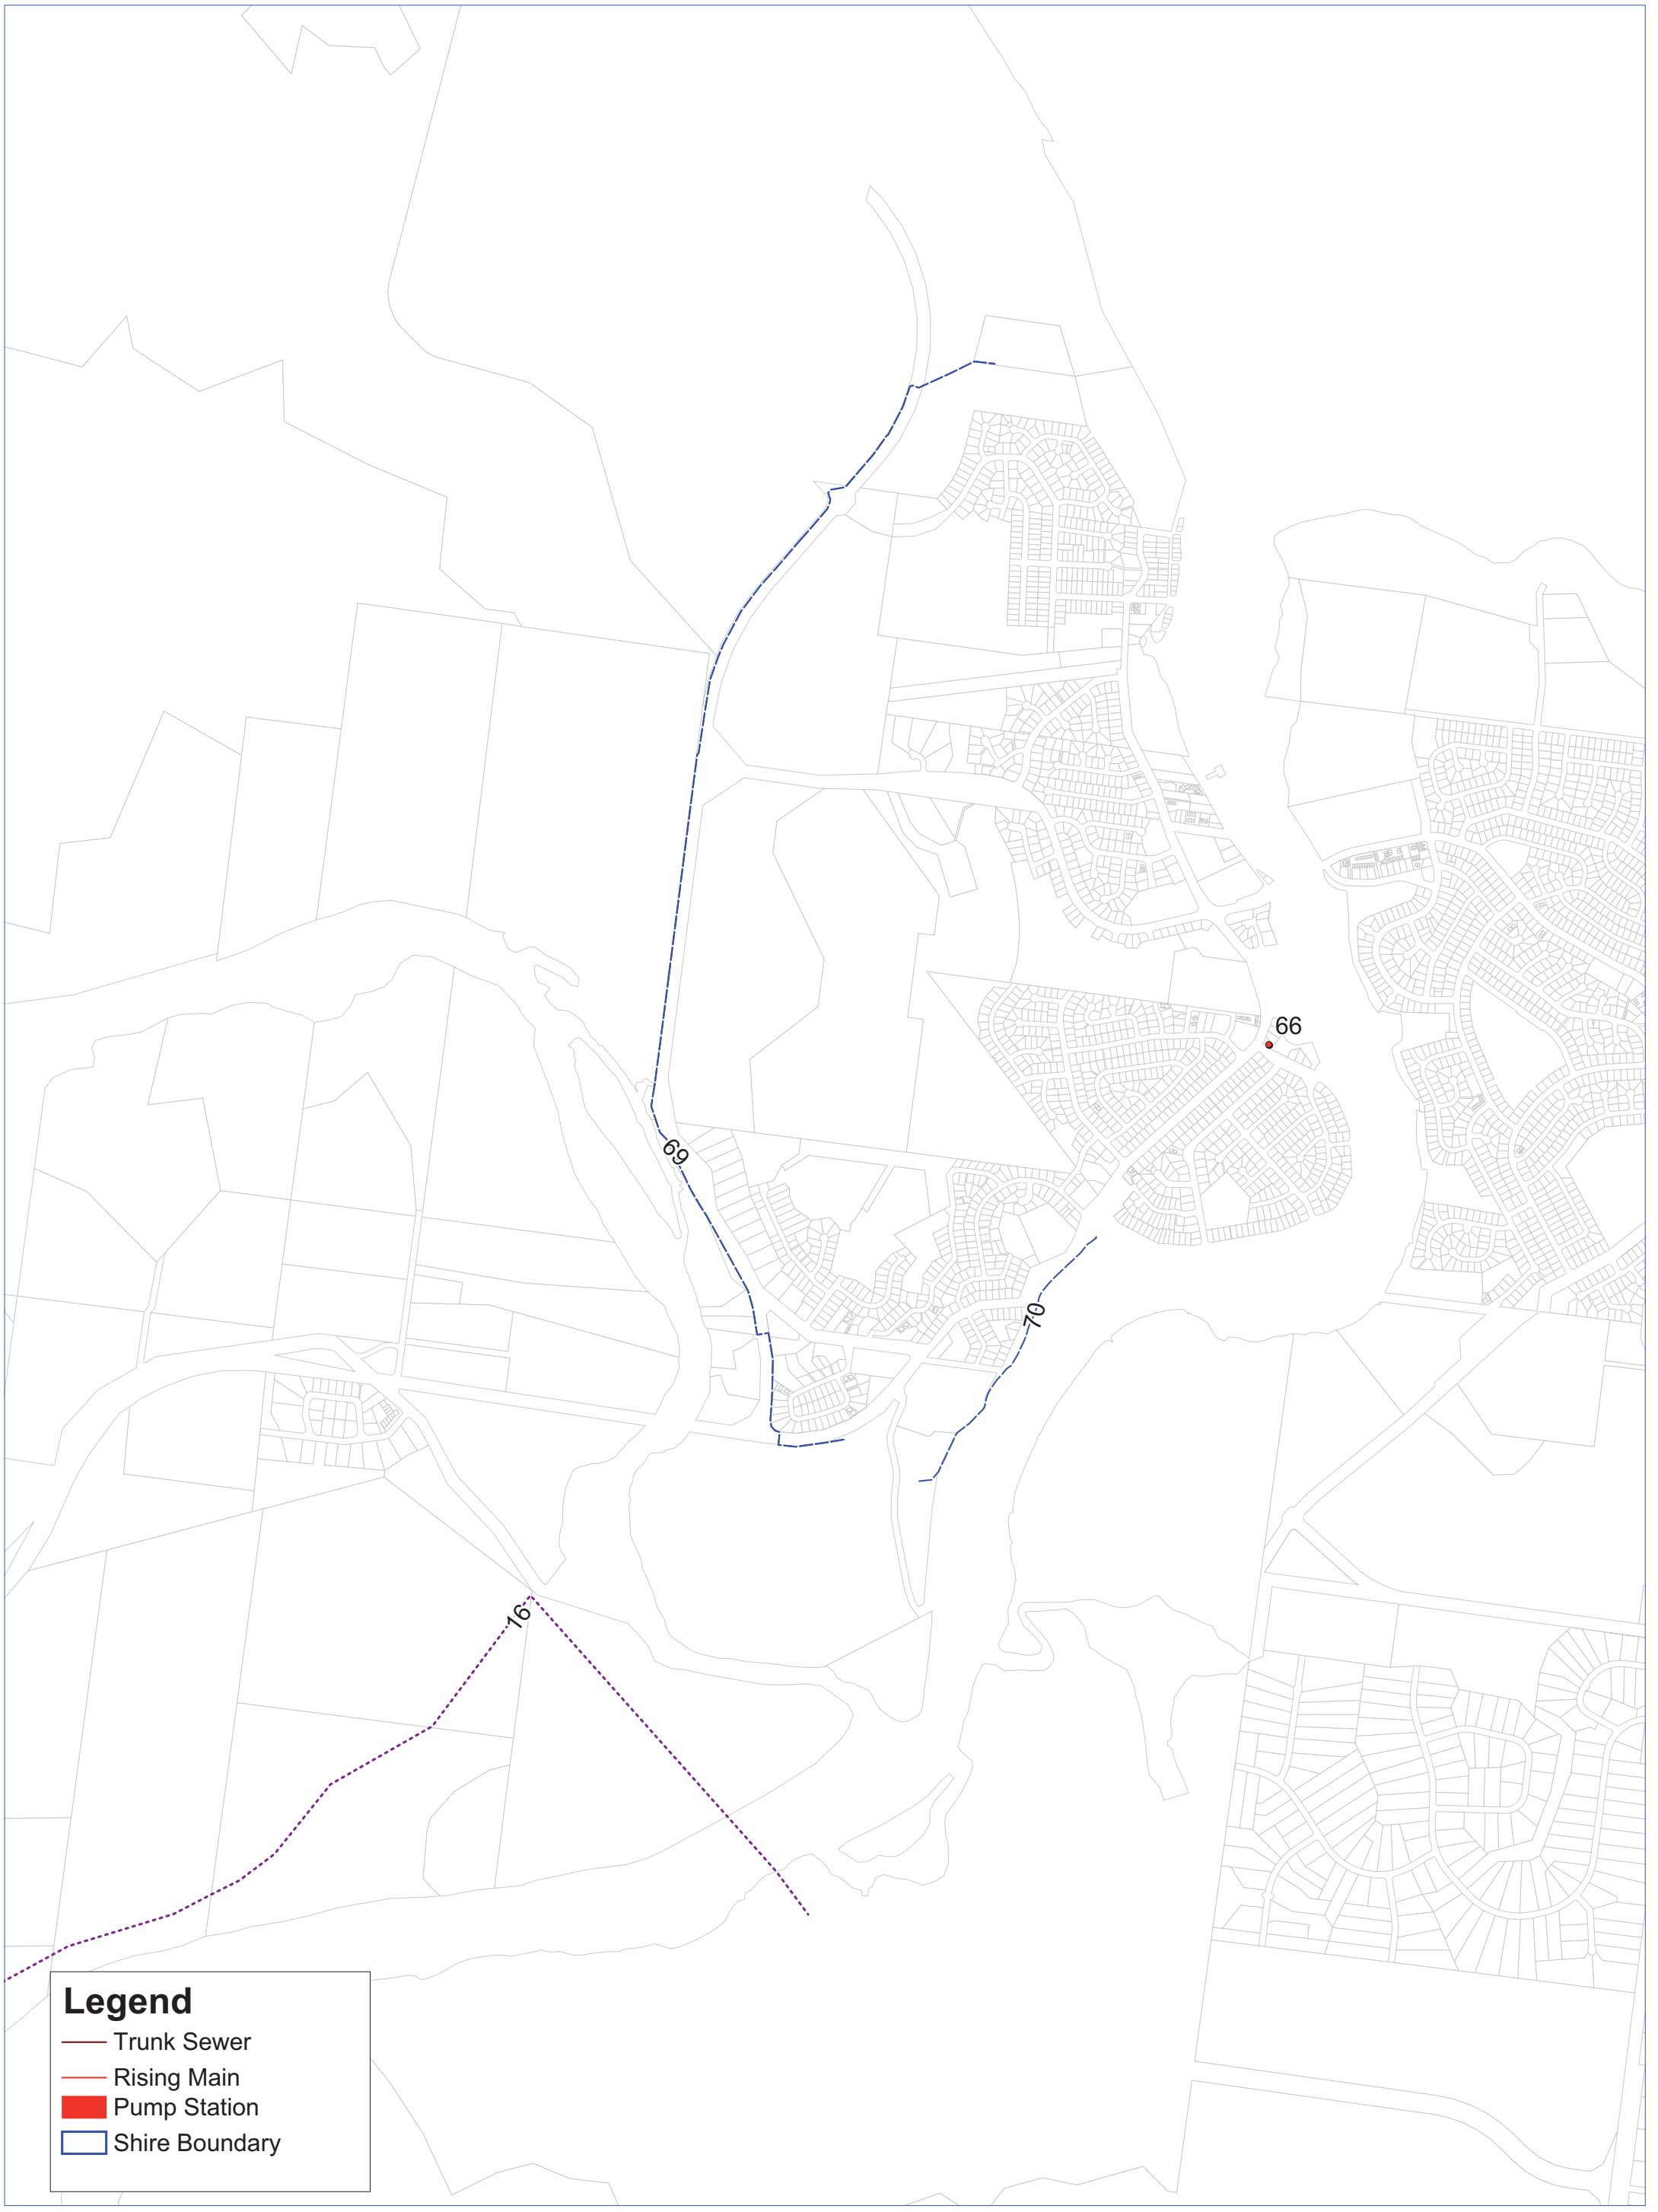 66
69
70
16
Legend
Trunk Sewer
Rising Main
Pump Station
Shire Boundary